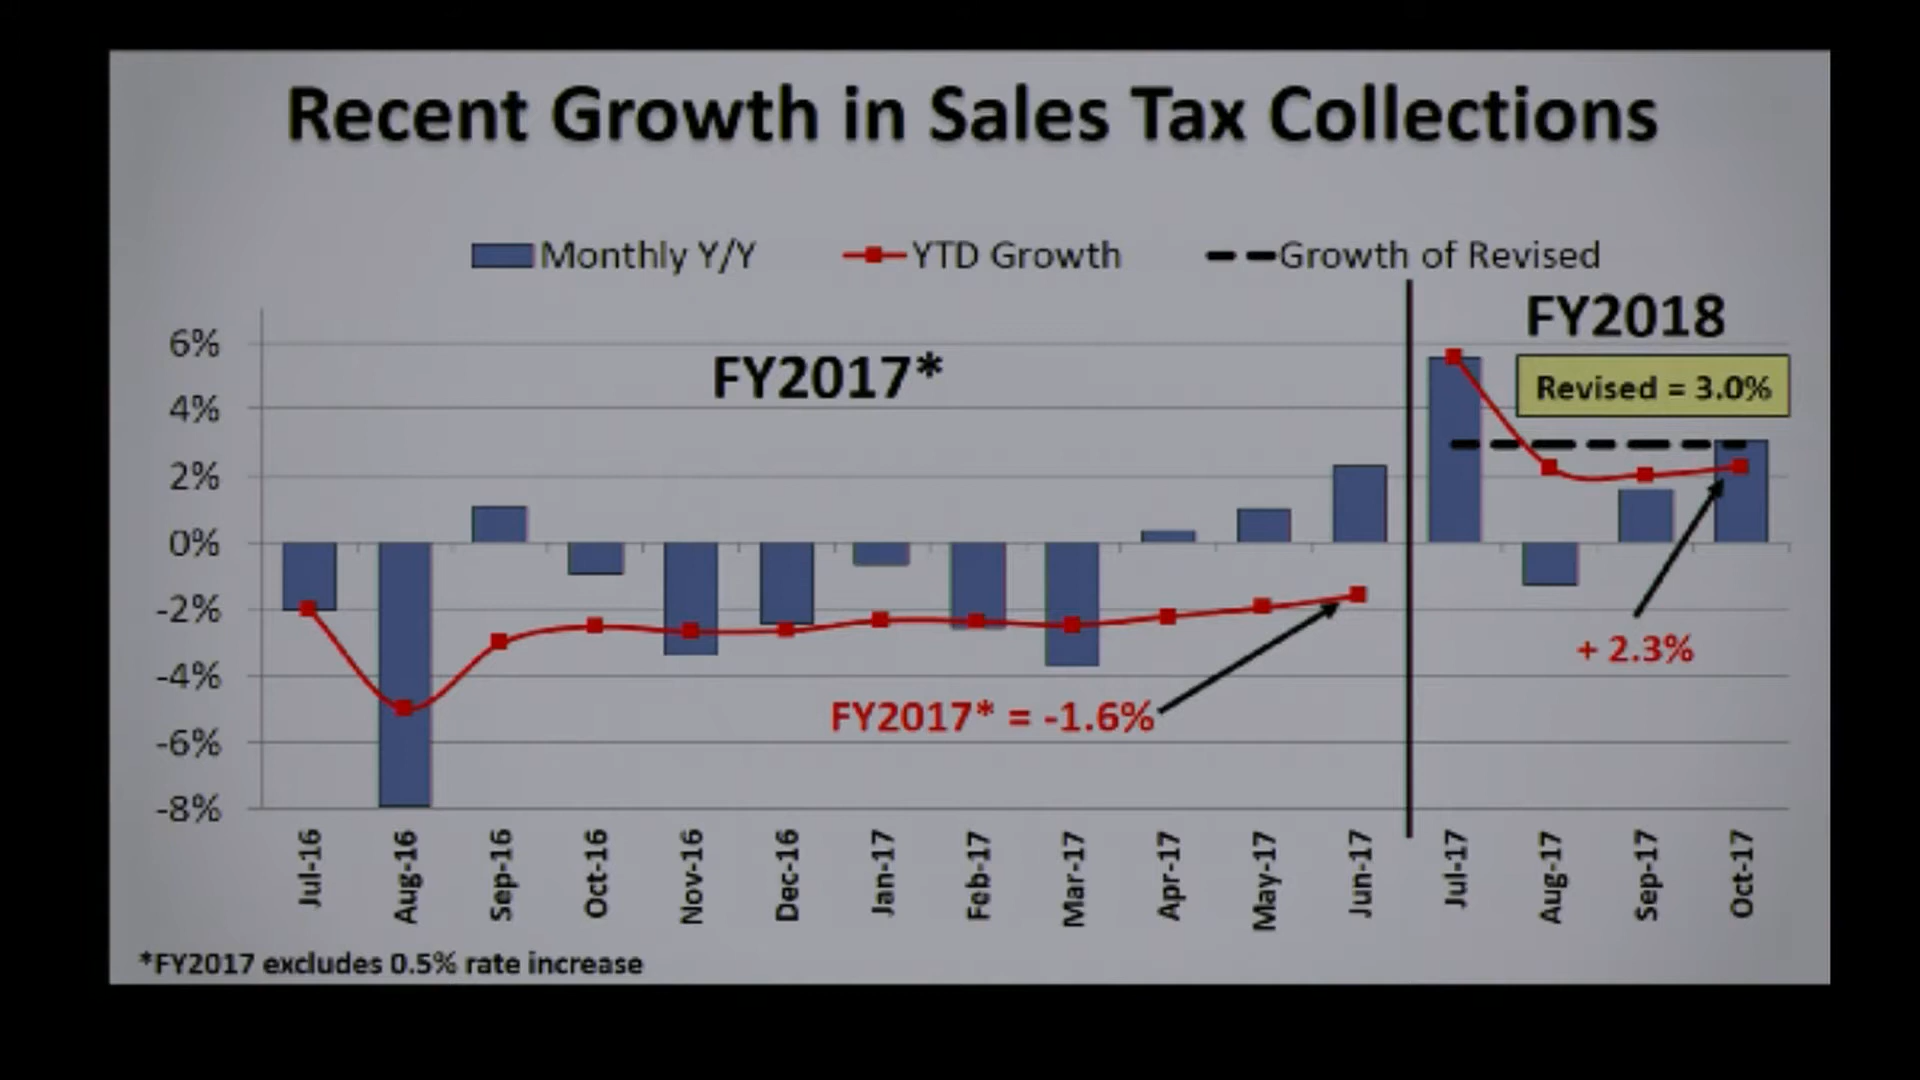 Recent Growth in Sales Tax Collections
Monthly Y/Y
YTD Growth
Growth of Revised
FY2018
FY2017*
Revised = 3.0%
6%
4%
2%
0%
-2%
-4%
-6%
-8%
+ 2.3%
FY2017* = -1.6%
Jul-16
Aug-16
Sep-16
Oct-16
Nov-16
Dec-16
Jan-17
Feb-17
Mar-17
Apr-17
May-17
Jun-17
Jul-17
Aug-17
Sep-17
Oct-17
*FY2017 excludes 0.5% rate increase